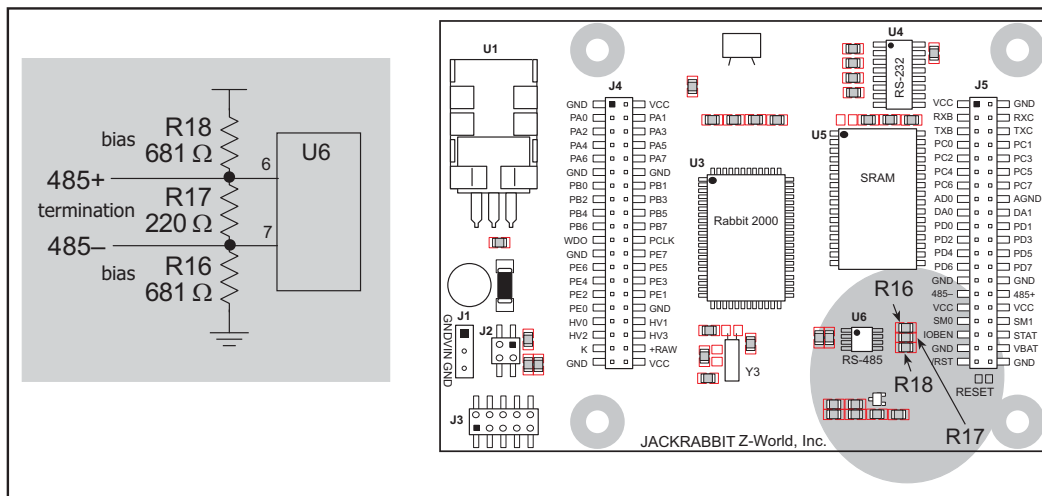 bias
R18
681 Ω
U6
485+
6
termination
R17
220 Ω
485–
7
bias
R16
681 Ω
U1
J4
GND VCC
PA0 PA1
PA2 PA3
PA4 PA5
PA6 PA7
GND GND
PB0 PB1
PB2 PB3
PB4 PB5
PB6 PB7
WDO PCLK
GND PE7
PE6 PE5
PE4 PE3
PE2 PE1
PE0 GND
HV0 HV1
HV2 HV3
K +RAW
GND VCC
J1
GND VIN GND
J2
J3
U3
Rabbit 2000
Y3
U4
RS-232
U5
SRAM
J5
VCC GND
RXB RXC
TXB TXC
PC0 PC1
PC2 PC3
PC4 PC5
PC6 PC7
AD0 AGND
DA0 DA1
PD0 PD1
PD2 PD3
PD4 PD5
PD6 PD7
GND GND
485– 485+
VCC VCC
SM0 SM1
IOBEN STAT
GND VBAT
/RST GND
R16
U6
RS-485
R18
RESET
R17
JACKRABBIT Z-World, Inc.